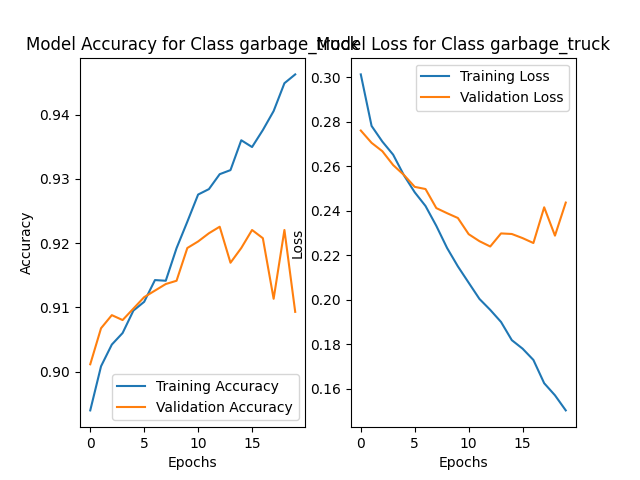 Model Accuracy for Class garbage_truck
Accuracy
0.94
0.93
0.92
0.91
0.90
Training Accuracy
Validation Accuracy
0 5 10 15
Epochs
Model Loss for Class garbage_truck
Loss
0.30
0.28
0.26
0.24
0.22
0.20
0.18
0.16
Training Loss
Validation Loss
0 5 10 15
Epochs